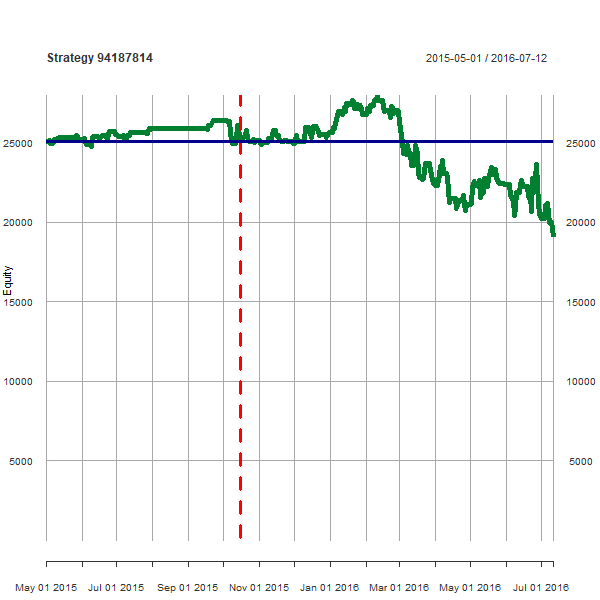 Strategy 94187814
2015-05-01 / 2016-07-12
25000
25000
20000
20000
Equity
15000
15000
10000
10000
5000
5000
May 01 2015
Jul 01 2015
Sep 01 2015
Nov 01 2015
Jan 01 2016
Mar 01 2016
May 01 2016
Jul 01 2016